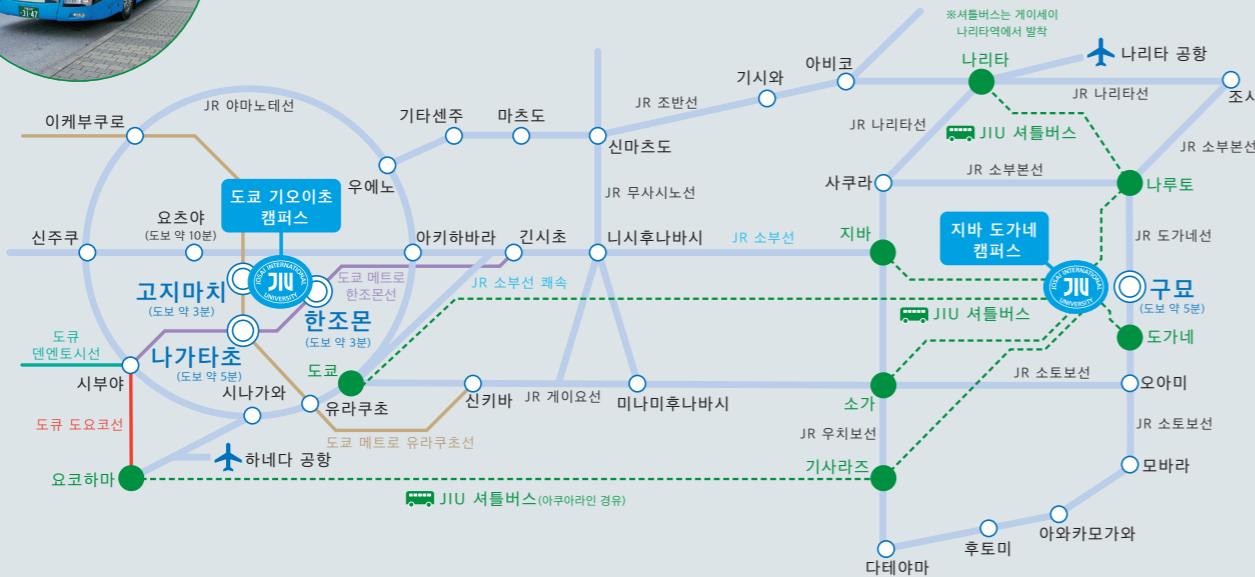 31-47
※셔틀버스는 게이세이
나리타역에서 발착
나리타
나리타 공항
아비코
기시와
JR 조반선
JR 나리타선
조시
JR 야마노테선
이케부쿠로
기타센주
마츠도
신마츠도
JR 나리타선
JIU 셔틀버스
JR 소부본선
우에노
JR 무사시노선
사쿠라
JR 소부본선
나루토
도쿄 기오이초
캠퍼스
요츠야
(도보 약 10분)
신주쿠
아키하바라
긴시초
니시후나바시
JR 소부선
지바
지바 도가네
캠퍼스
JR 도가네선
JOSAI INTERNATIONAL
JIU
UNIVERSITY
도쿄 메트로
한조몬선
JR 소부선 쾌속
JOSAI INTERNATIONAL
JIU
UNIVERSITY
고지마치
(도보 약 3분)
한조몬
(도보 약 3분)
구묘
(도보 약 5분)
JIU 셔틀버스
도큐
덴엔토시선
나가타초
(도보 약 5분)
도가네
시부야
시나가와
도쿄
유라쿠초
신키바
JR 게이요선
미나미후나바시
소가
JR 소토보선
오아미
도큐 도요코선
도쿄 메트로 유라쿠초선
JR 우치보선
JR 소토보선
하네다 공항
요코하마
JIU 셔틀버스(아쿠아라인 경유)
기사라즈
모바라
아와카모가와
후토미
다테야마